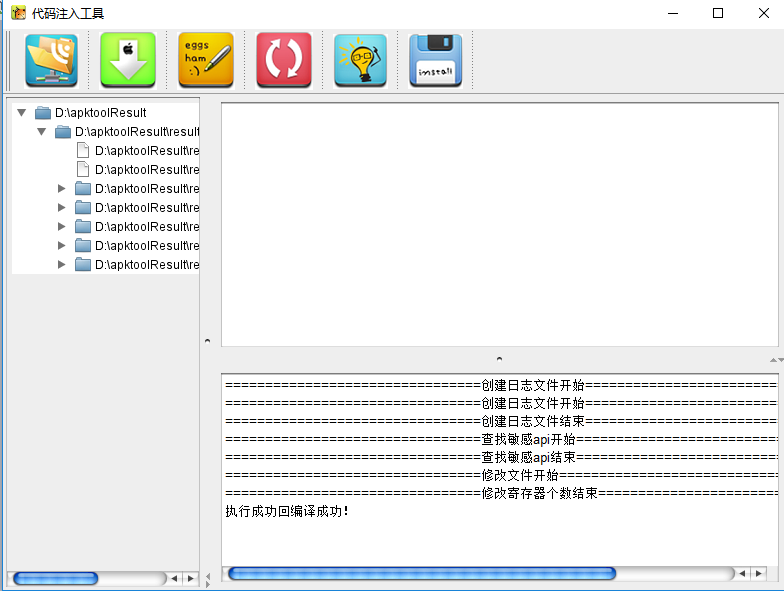 代码注入工具
eggs
ham
:)
install
D:\apktoolResult
D:\apktoolResult\result
D:\apktoolResult\re
D:\apktoolResult\re
D:\apktoolResult\re
D:\apktoolResult\re
D:\apktoolResult\re
D:\apktoolResult\re
D:\apktoolResult\re
================================创建日志文件开始========================
================================创建日志文件开始========================
================================创建日志文件结束========================
================================查找敏感api开始=========================
================================查找敏感api结束=========================
================================修改文件开始===========================
================================修改寄存器个数结束=======================
执行成功回编译成功!